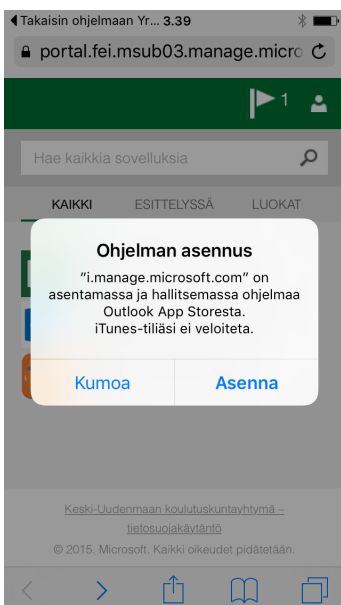 Takaisin ohjelmaan Yr... 3.39
portal.fei.msub03.manage.micro
1
Hae kaikkia sovelluksia
KAIKKI ESITTELYSSÄ LUOKAT
Ohjelman asennus
"i.manage.microsoft.com" on
asentamassa ja hallitsemassa ohjelmaa
Outlook App Storesta.
iTunes-tiliäsi ei veloiteta.
Kumoa Asenna
Keski-Uudenmaan koulutuskuntayhtymä –
tietosuojakäytäntö
© 2015. Microsoft. Kaikki oikeudet pidätetään.